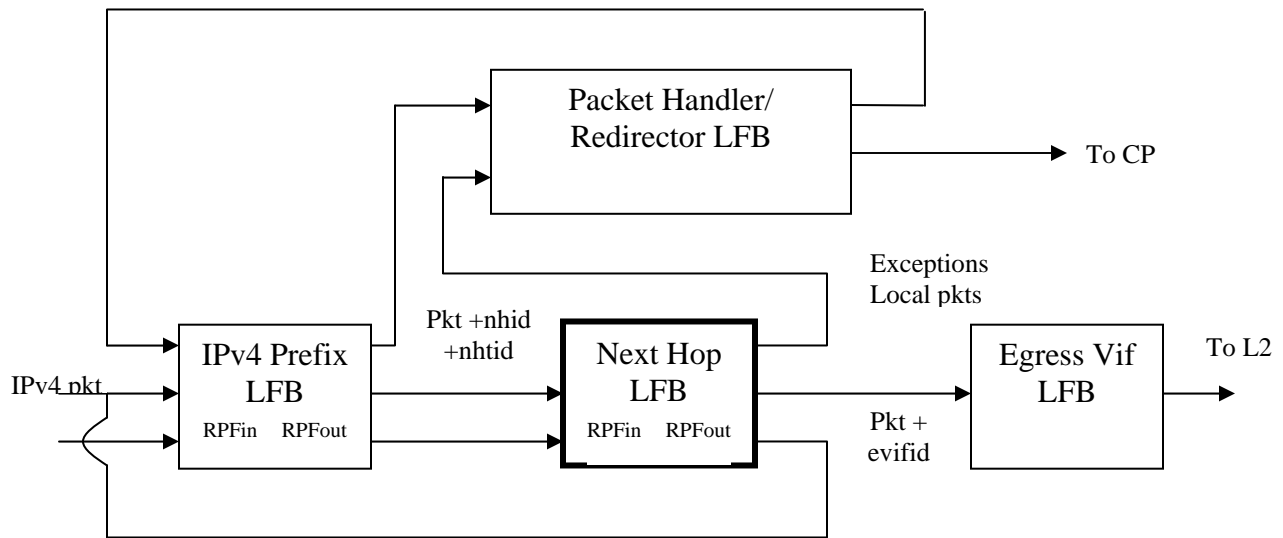 Packet Handler/
Redirector LFB
To CP
Exceptions
Local pkts
Pkt +nhid
+nhtid
IPv4 Prefix
LFB
RPFin RPFout
Next Hop
LFB
RPFin RPFout
Egress Vif
LFB
To L2
IPv4 pkt
Pkt +
evifid